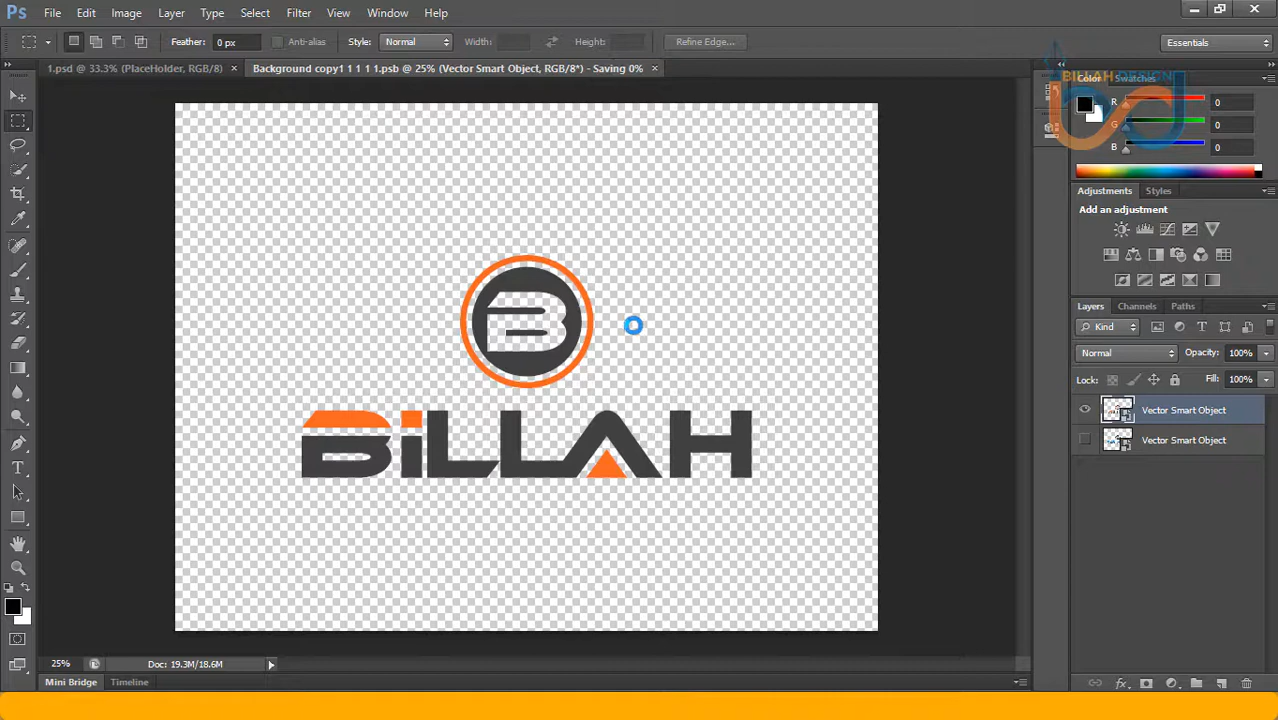 Ps File Edit Image Layer Type Select Filter View Window Help
Feather: 0 px Anti-alias Style: Normal Width: Height: Refine Edge... Essentials
1.psd @ 33.3% (PlaceHolder, RGB/8) × Background copy1 1 1 1 1.psb @ 25% (Vector Smart Object, RGB/8*) - Saving 0% ×
BILLAH DESIGN
Color Swatches
R 0
G 0
B 0
Adjustments Styles
Add an adjustment
Layers Channels Paths
Kind
Normal Opacity: 100%
Lock: Fill: 100%
Vector Smart Object
Vector Smart Object
B
BiLLAH
25% Doc: 19.3M/18.6M
Mini Bridge Timeline